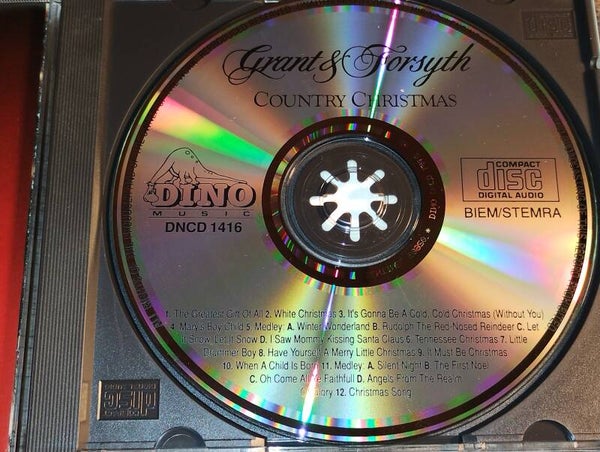 Grant & Forsyth
COUNTRY CHRISTMAS
DINO
MUSIC
DNCD 1416
COMPACT
disc
DIGITAL AUDIO
BIEM/STEMRA
1. The Greatest Gift Of All 2. White Christmas 3. It's Gonna Be A Cold, Cold Christmas (Without You)
4. Mary's Boy Child 5. Medley: A. Winter Wonderland B. Rudolph The Red-Nosed Reindeer C. Let
It Snow Let It Snow D. I Saw Mommy Kissing Santa Claus 6. Tennessee Christmas 7. Little
Drummer Boy 8. Have Yourself A Merry Little Christmas 9. It Must Be Christmas
10. When A Child Is Born 11. Medley: A. Silent Night B. The First Noel
C. Oh Come All Ye Faithfull D. Angels From The Realm
Glory 12. Christmas Song